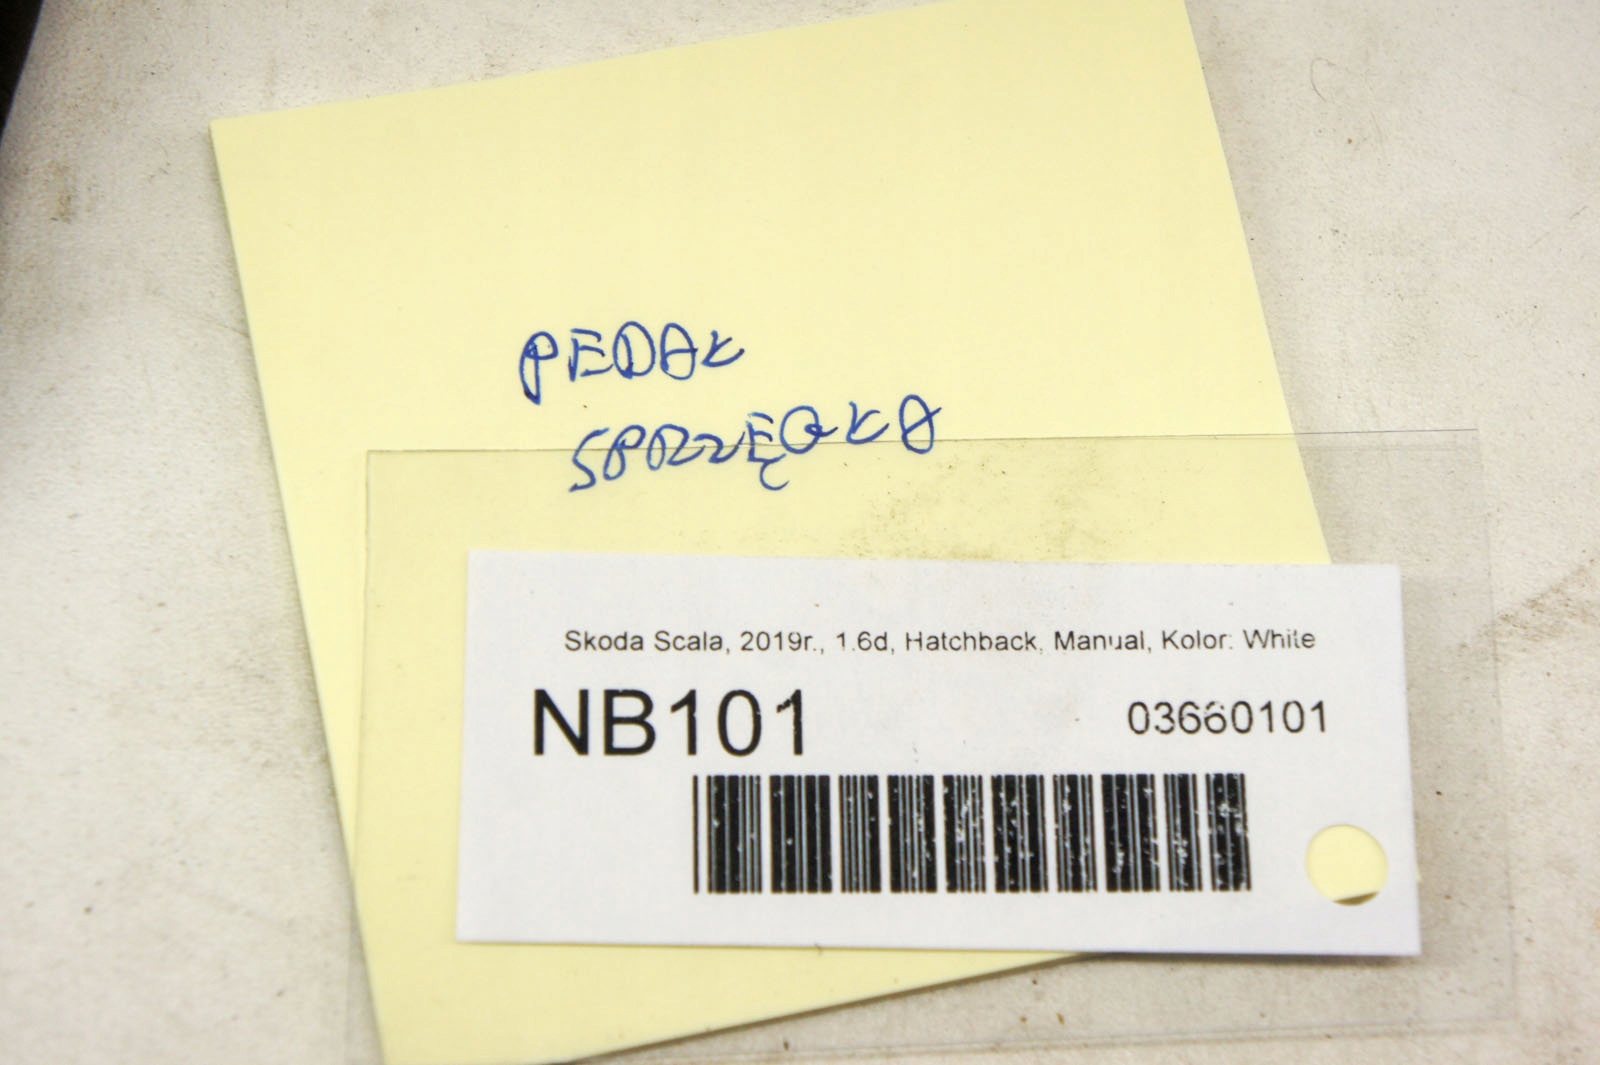 PEDAŁ
SPRZĘGŁA
Skoda Scala, 2019r., 1.6d, Hatchback, Manual, Kolor: White
NB101 03660101